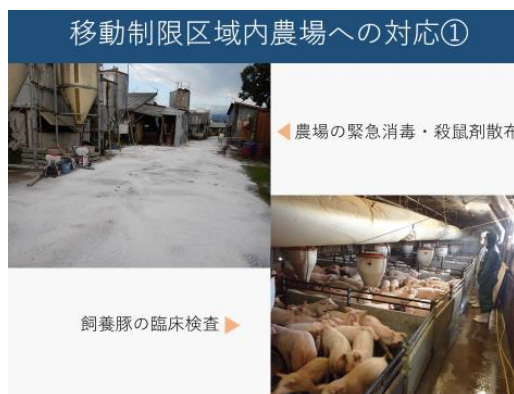 移動制限区域内農場への対応①
◀農場の緊急消毒・殺鼠剤散布
飼養豚の臨床検査▶